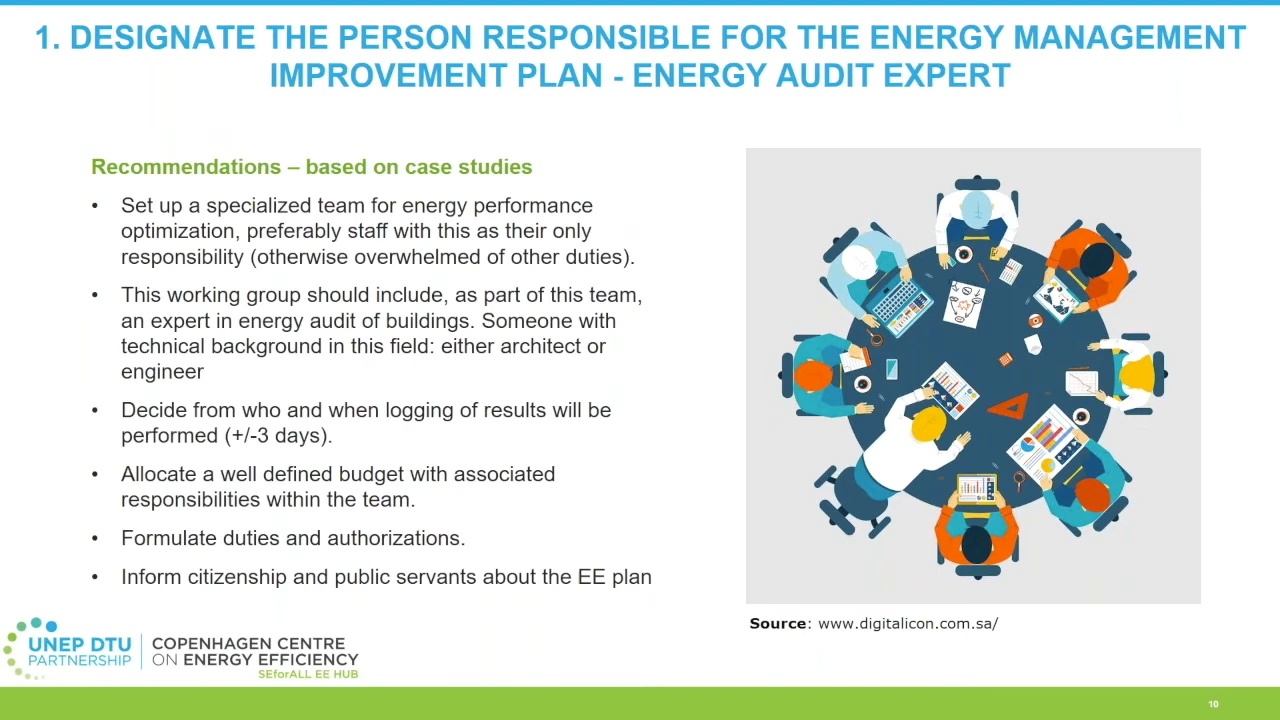 1. DESIGNATE THE PERSON RESPONSIBLE FOR THE ENERGY MANAGEMENT
IMPROVEMENT PLAN - ENERGY AUDIT EXPERT
Recommendations – based on case studies
• Set up a specialized team for energy performance
optimization, preferably staff with this as their only
responsibility (otherwise overwhelmed of other duties).
• This working group should include, as part of this team,
an expert in energy audit of buildings. Someone with
technical background in this field: either architect or
engineer
• Decide from who and when logging of results will be
performed (+/-3 days).
• Allocate a well defined budget with associated
responsibilities within the team.
• Formulate duties and authorizations.
• Inform citizenship and public servants about the EE plan
Source: www.digitalicon.com.sa/
UNEP DTU
PARTNERSHIP
COPENHAGEN CENTRE
ON ENERGY EFFICIENCY
SEforALL EE HUB
10